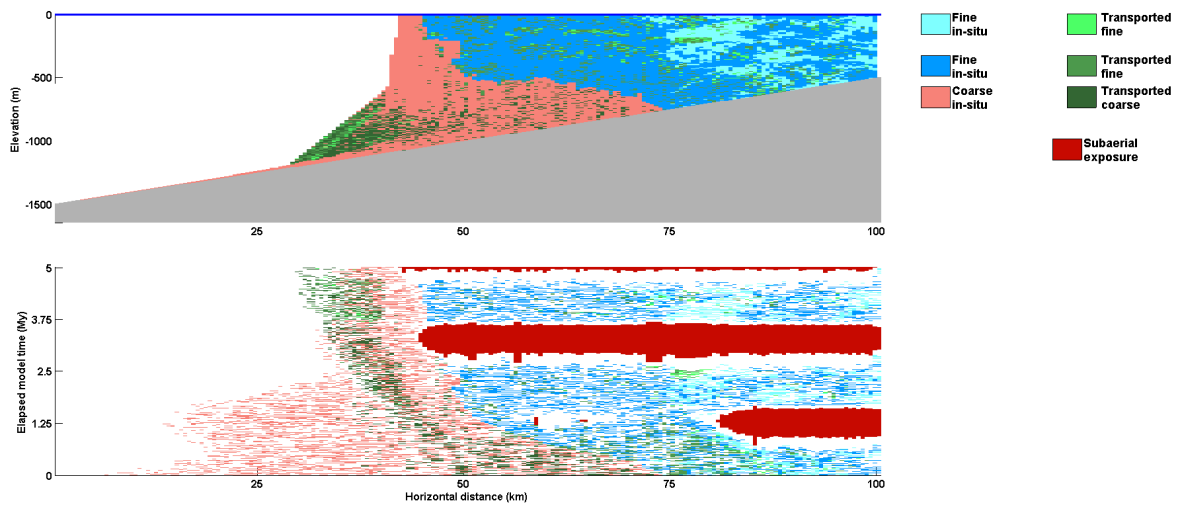 0
-500
-1000
-1500
Elevation (m)
25
50
75
100
Fine
in-situ
Fine
in-situ
Coarse
in-situ
Transported
fine
Transported
fine
Transported
coarse
Subaerial
exposure
5
3.75
2.5
1.25
0
Elapsed model time (My)
25
50
75
100
Horizontal distance (km)